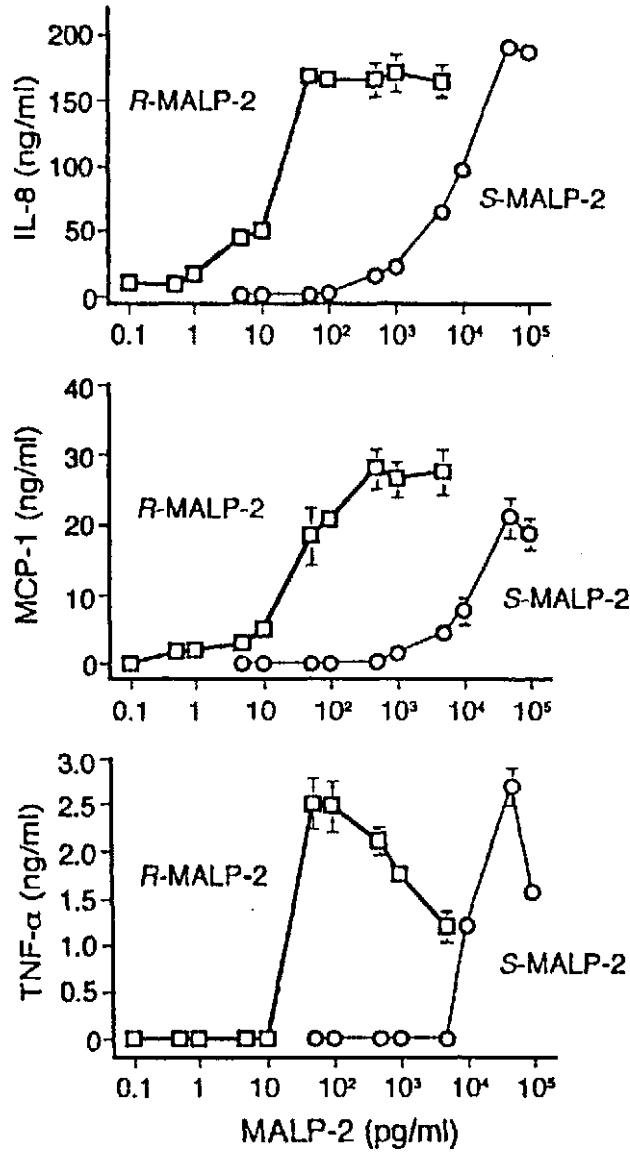 200
150
100
50
0
IL-8 (ng/ml)
R-MALP-2
S-MALP-2
0.1 1 10 10² 10³ 10⁴ 10⁵
40
30
20
10
0
MCP-1 (ng/ml)
R-MALP-2
S-MALP-2
0.1 1 10 10² 10³ 10⁴ 10⁵
3.0
2.5
1.5
1.0
0.5
0
TNF-α (ng/ml)
R-MALP-2
S-MALP-2
0.1 1 10 10² 10³ 10⁴ 10⁵
MALP-2 (pg/ml)